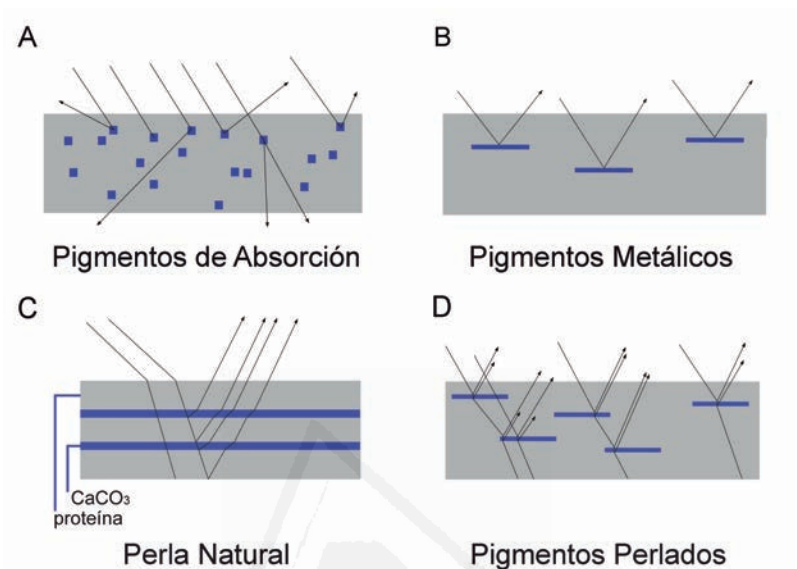 A
B
Pigmentos de Absorción
Pigmentos Metálicos
C
D
CaCO₃
proteína
Perla Natural
Pigmentos Perlados